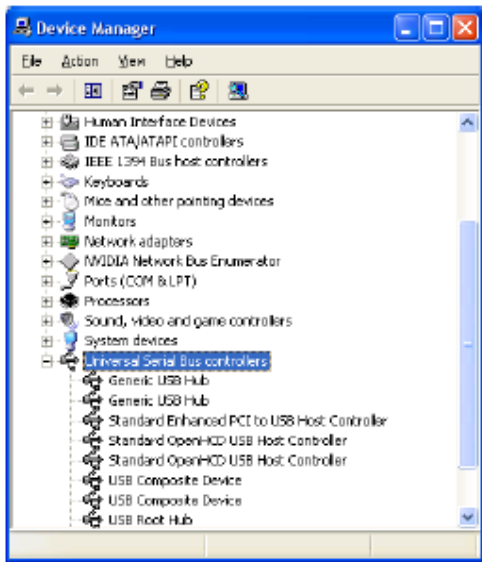 Device Manager
File Action View Help
Human Interface Devices
IDE ATA/ATAPI controllers
IEEE 1394 Bus host controllers
Keyboards
Mice and other pointing devices
Monitors
Network adapters
NVIDIA Network Bus Enumerator
Ports (COM & LPT)
Processors
Sound, video and game controllers
System devices
Universal Serial Bus controllers
Generic USB Hub
Generic USB Hub
Standard Enhanced PCI to USB Host Controller
Standard OpenHCD USB Host Controller
Standard OpenHCD USB Host Controller
USB Composite Device
USB Composite Device
USB Root Hub